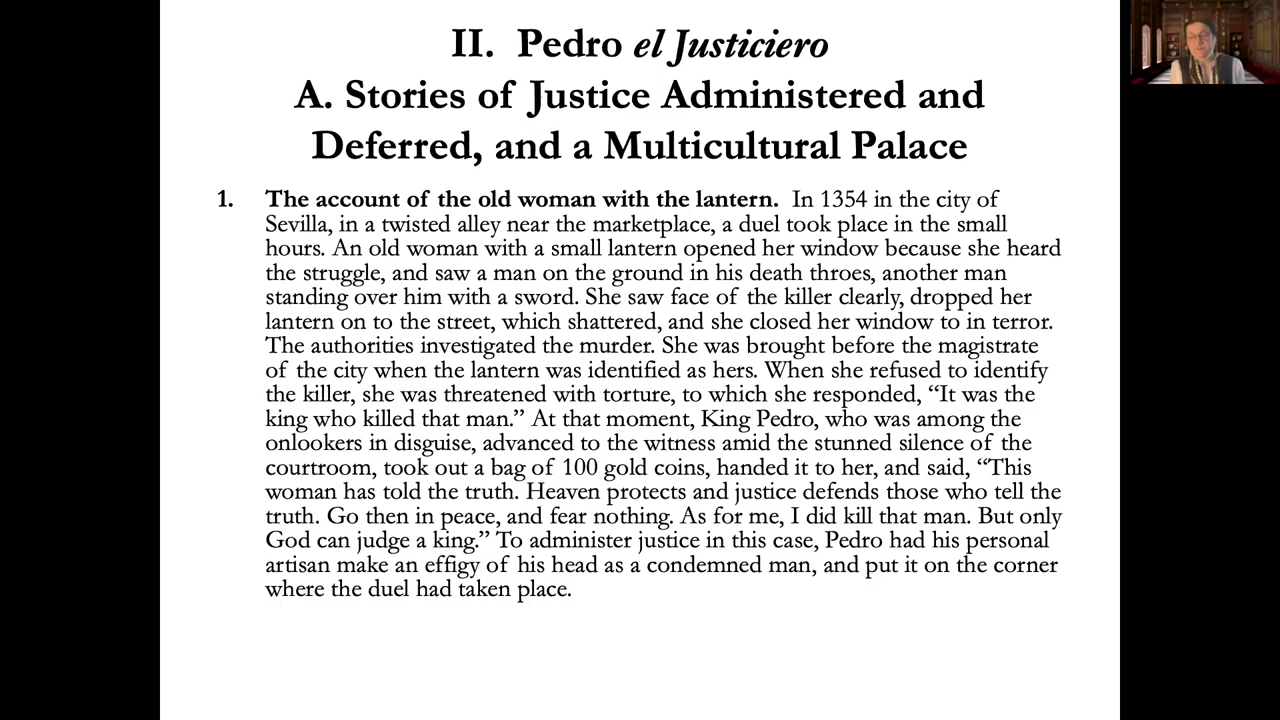 II. Pedro el Justiciero
A. Stories of Justice Administered and
Deferred, and a Multicultural Palace
1. The account of the old woman with the lantern. In 1354 in the city of
Sevilla, in a twisted alley near the marketplace, a duel took place in the small
hours. An old woman with a small lantern opened her window because she heard
the struggle, and saw a man on the ground in his death throes, another man
standing over him with a sword. She saw face of the killer clearly, dropped her
lantern on to the street, which shattered, and she closed her window to in terror.
The authorities investigated the murder. She was brought before the magistrate
of the city when the lantern was identified as hers. When she refused to identify
the killer, she was threatened with torture, to which she responded, “It was the
king who killed that man.” At that moment, King Pedro, who was among the
onlookers in disguise, advanced to the witness amid the stunned silence of the
courtroom, took out a bag of 100 gold coins, handed it to her, and said, “This
woman has told the truth. Heaven protects and justice defends those who tell the
truth. Go then in peace, and fear nothing. As for me, I did kill that man. But only
God can judge a king.” To administer justice in this case, Pedro had his personal
artisan make an effigy of his head as a condemned man, and put it on the corner
where the duel had taken place.